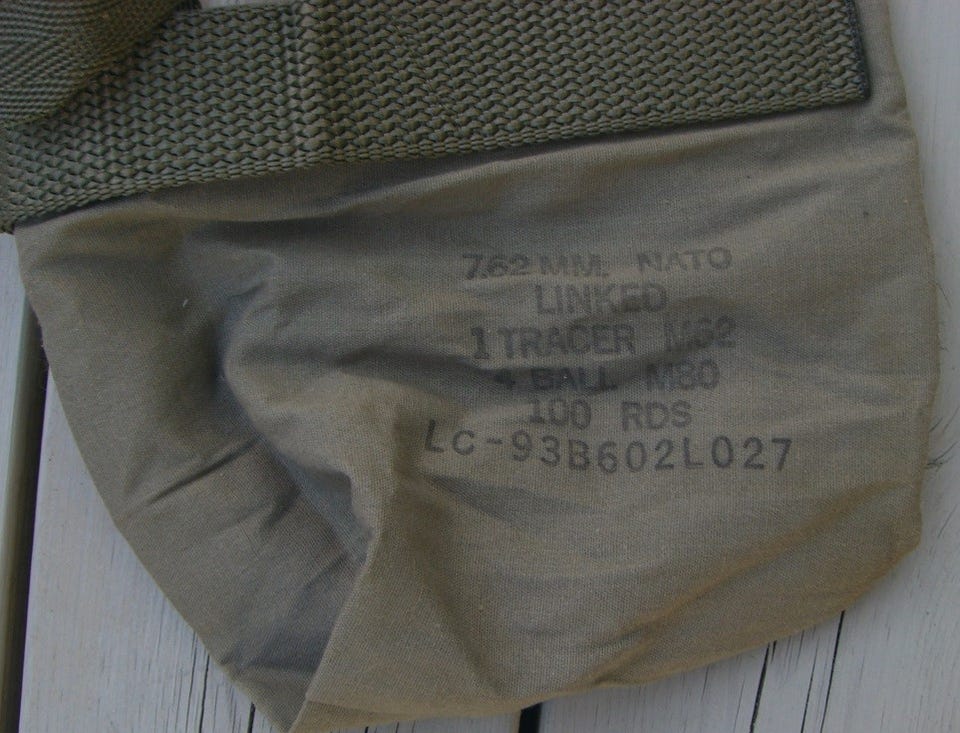 7.62 MM. NATO
LINKED
1 TRACER M62
4 BALL M80
100 RDS
LC-93B602L027